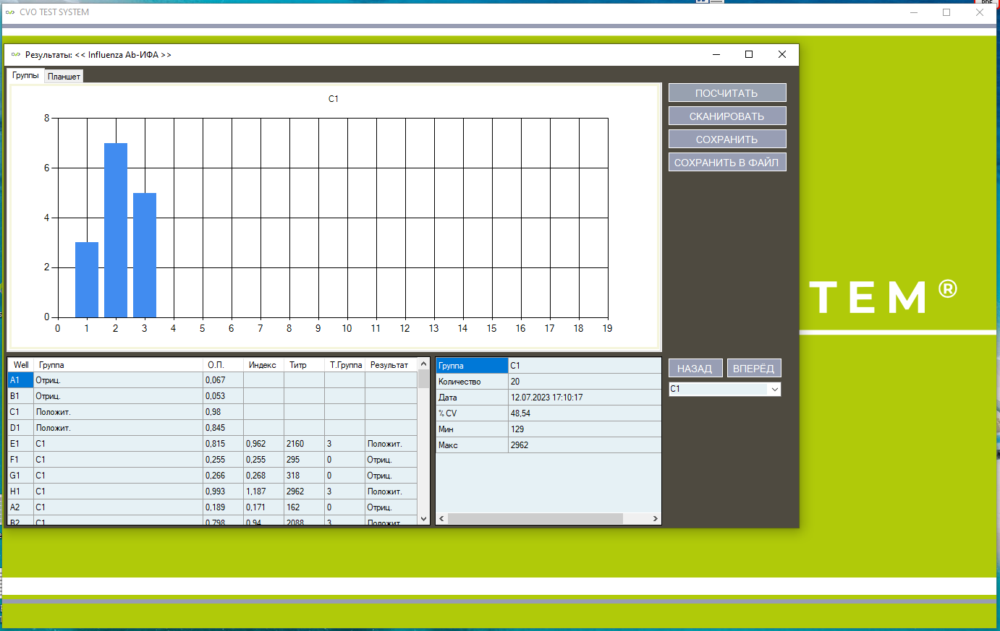 CVO TEST SYSTEM
Результаты: << Influenza Ab-ИФА >>
Группы Планшет
C1
8
6
4
2
0
0 1 2 3 4 5 6 7 8 9 10 11 12 13 14 15 16 17 18 19
ПОСЧИТАТЬ
СКАНИРОВАТЬ
СОХРАНИТЬ
СОХРАНИТЬ В ФАЙЛ
TEM®
Well Группа О.П. Индекс Титр Т.Группа Результат
A1 Отриц. 0,067
B1 Отриц. 0,053
C1 Положит. 0,98
D1 Положит. 0,845
E1 C1 0,815 0,962 2160 3 Положит.
F1 C1 0,255 0,255 295 0 Отриц.
G1 C1 0,266 0,268 318 0 Отриц.
H1 C1 0,993 1,187 2962 3 Положит.
A2 C1 0,189 0,171 162 0 Отриц.
B2 C1 0,798 0,94 2088 3 Положит.
Группа C1
Количество 20
Дата 12.07.2023 17:10:17
% CV 48,54
Мин 129
Макс 2962
НАЗАД ВПЕРЁД
C1